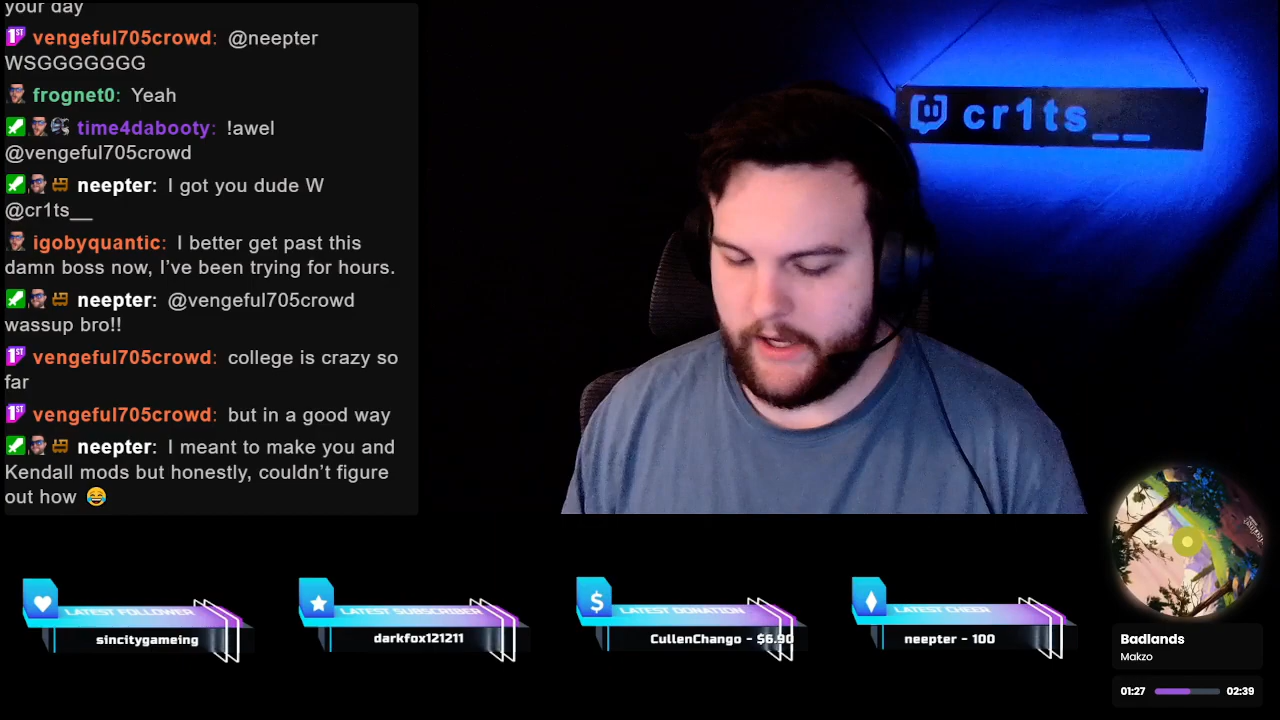 your day
vengeful705crowd: @neepter
WSGGGGGGG
frognet0: Yeah
time4dabooty: !awel
@vengeful705crowd
neepter: I got you dude W
@cr1ts__
igobyquantic: I better get past this
damn boss now, I've been trying for hours.
neepter: @vengeful705crowd
wassup bro!!
1ST vengeful705crowd: college is crazy so
far
1ST vengeful705crowd: but in a good way
neepter: I meant to make you and
Kendall mods but honestly, couldn't figure
out how 😂
cr1ts__
LATEST FOLLOWER
sincitygameing
LATEST SUBSCRIBER
darkfox121211
LATEST DONATION
CullenChango - $6.90
LATEST CHEER
neepter - 100
Badlands
Makzo
01:27 02:39